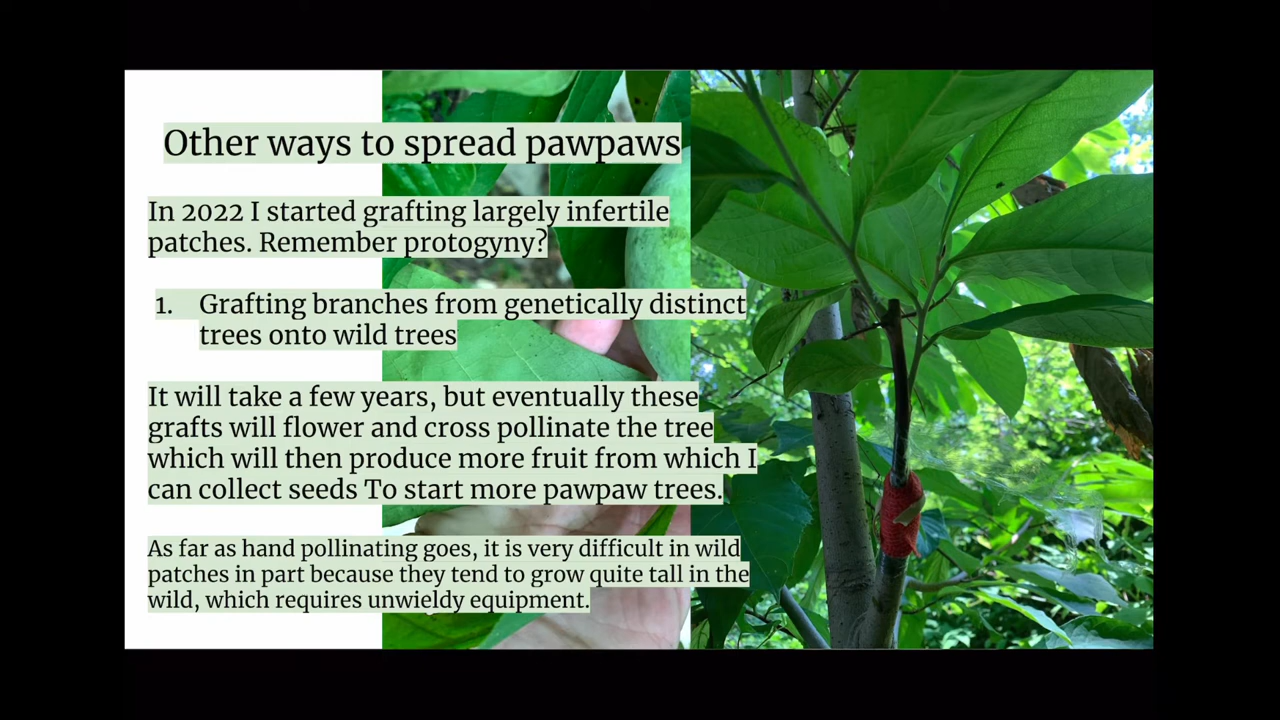 Other ways to spread pawpaws
In 2022 I started grafting largely infertile
patches. Remember protogyny?
1. Grafting branches from genetically distinct
trees onto wild trees
It will take a few years, but eventually these
grafts will flower and cross pollinate the tree
which will then produce more fruit from which I
can collect seeds To start more pawpaw trees.
As far as hand pollinating goes, it is very difficult in wild
patches in part because they tend to grow quite tall in the
wild, which requires unwieldy equipment.